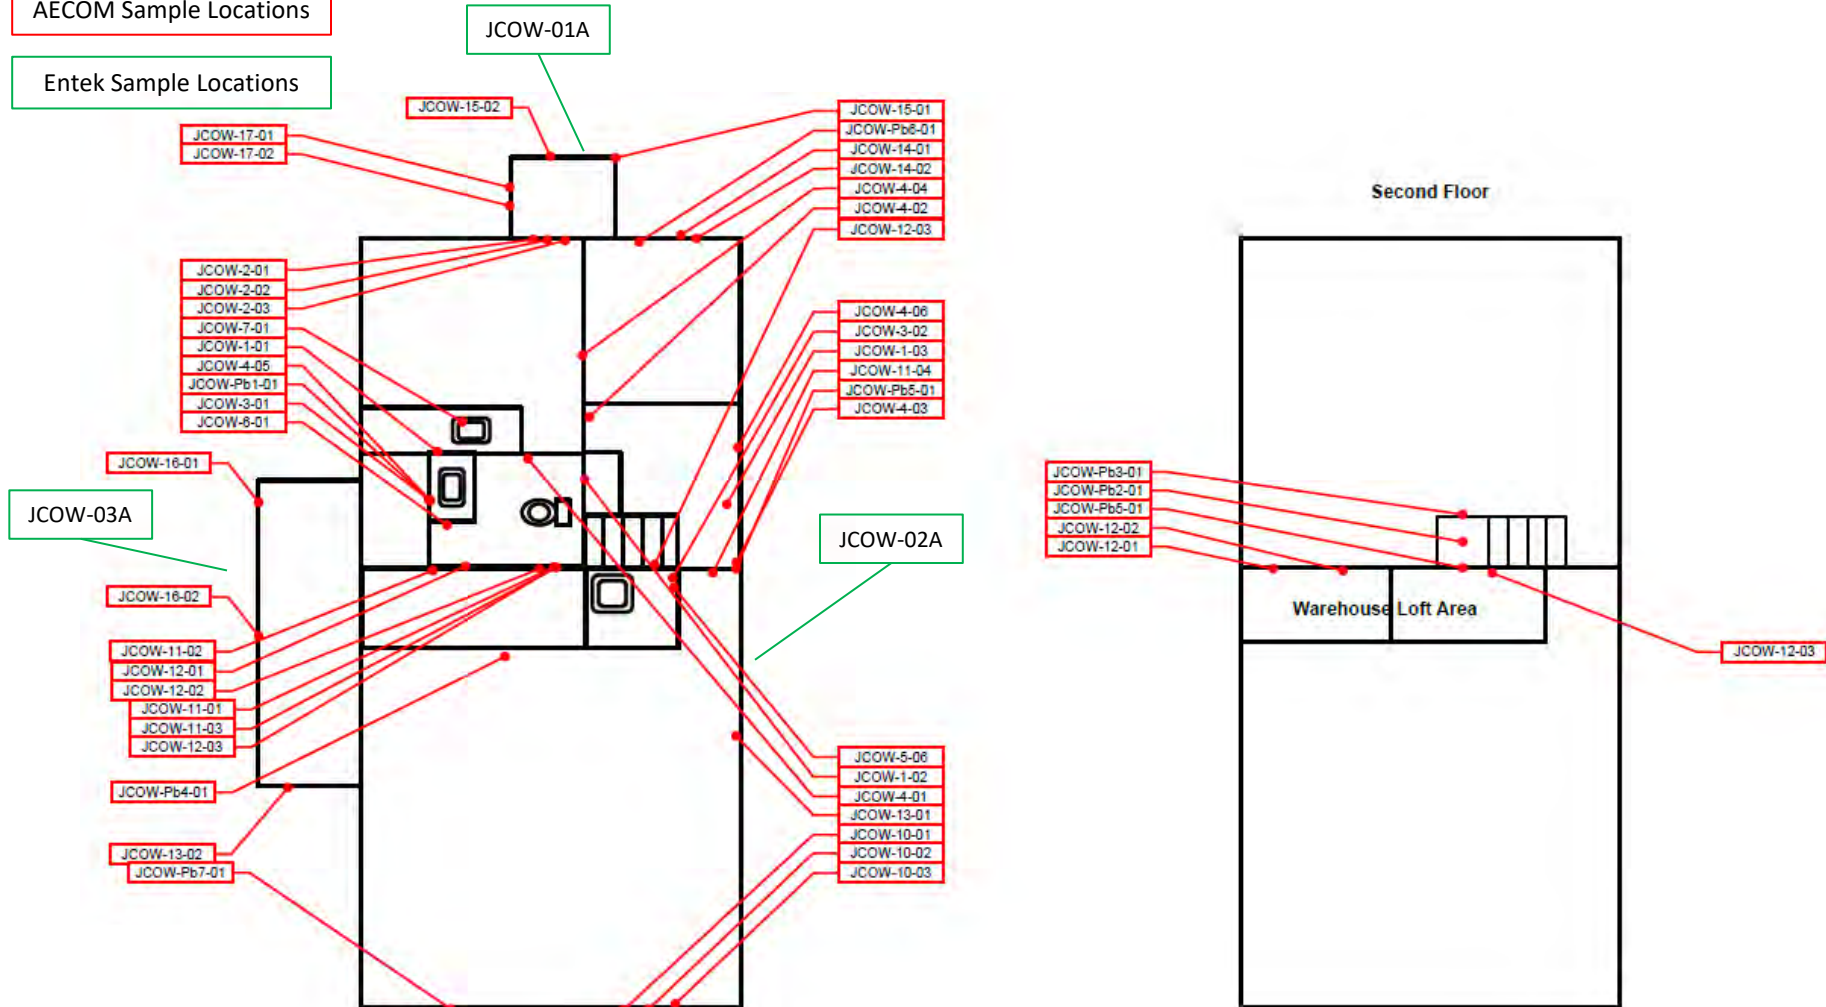 AECOM Sample Locations
Entek Sample Locations
JCOW-01A
JCOW-15-02
JCOW-17-01
JCOW-17-02
JCOW-15-01
JCOW-Pb6-01
JCOW-14-01
JCOW-14-02
JCOW-4-04
JCOW-4-02
JCOW-12-03
JCOW-2-01
JCOW-2-02
JCOW-2-03
JCOW-7-01
JCOW-1-01
JCOW-4-05
JCOW-Pb1-01
JCOW-3-01
JCOW-6-01
JCOW-4-06
JCOW-3-02
JCOW-1-03
JCOW-11-04
JCOW-Pb5-01
JCOW-4-03
JCOW-16-01
JCOW-03A
JCOW-02A
JCOW-16-02
JCOW-11-02
JCOW-12-01
JCOW-12-02
JCOW-11-01
JCOW-11-03
JCOW-12-03
JCOW-Pb4-01
JCOW-13-02
JCOW-Pb7-01
JCOW-5-06
JCOW-1-02
JCOW-4-01
JCOW-13-01
JCOW-10-01
JCOW-10-02
JCOW-10-03
Second Floor
JCOW-Pb3-01
JCOW-Pb2-01
JCOW-Pb5-01
JCOW-12-02
JCOW-12-01
Warehouse Loft Area
JCOW-12-03